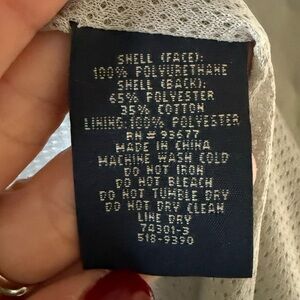 SHELL (FACE):
100% POLYURETHANE
SHELL (BACK):
65% POLYESTER
35% COTTON
LINING:100% POLYESTER
RN # 93677
MADE IN CHINA
MACHINE WASH COLD
DO NOT IRON
DO NOT BLEACH
DO NOT TUMBLE DRY
DO NOT DRY CLEAN
LINE DRY
74301-3
518-9390